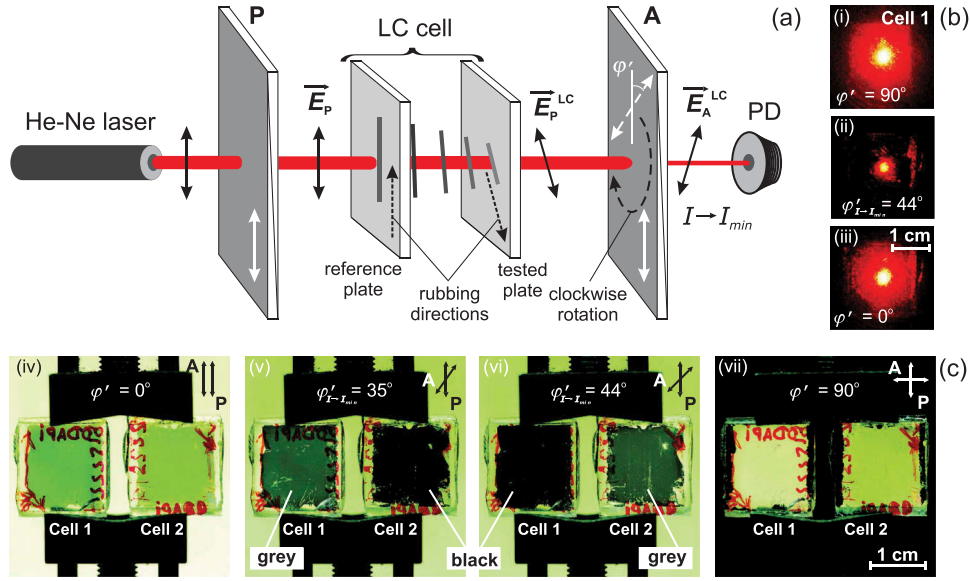 P
A
(a)
LC cell
φ′
He-Ne laser
E_P
E_P^LC
E_A^LC
PD
I → I_min
reference
plate
rubbing
directions
tested
plate
clockwise
rotation
(b)
(i) Cell 1
φ′ = 90°
(ii)
φ′_I→I_min = 44°
1 cm
(iii)
φ′ = 0°
(c)
(iv)
φ′ = 0°
A
P
Cell 1
Cell 2
(v)
φ′_I→I_min = 35°
A
P
Cell 1
Cell 2
grey
black
(vi)
φ′_I→I_min = 44°
A
P
Cell 1
Cell 2
grey
(vii)
φ′ = 90°
A
P
Cell 1
Cell 2
1 cm